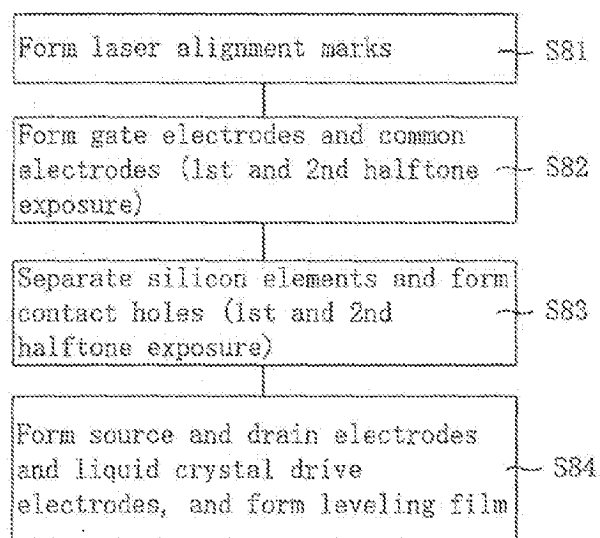 Form laser alignment marks
S81
Form gate electrodes and common
electrodes (1st and 2nd halftone
exposure)
S82
Separate silicon elements and form
contact holes (1st and 2nd
halftone exposure)
S83
Form source and drain electrodes
and liquid crystal drive
electrodes, and form leveling film
S84